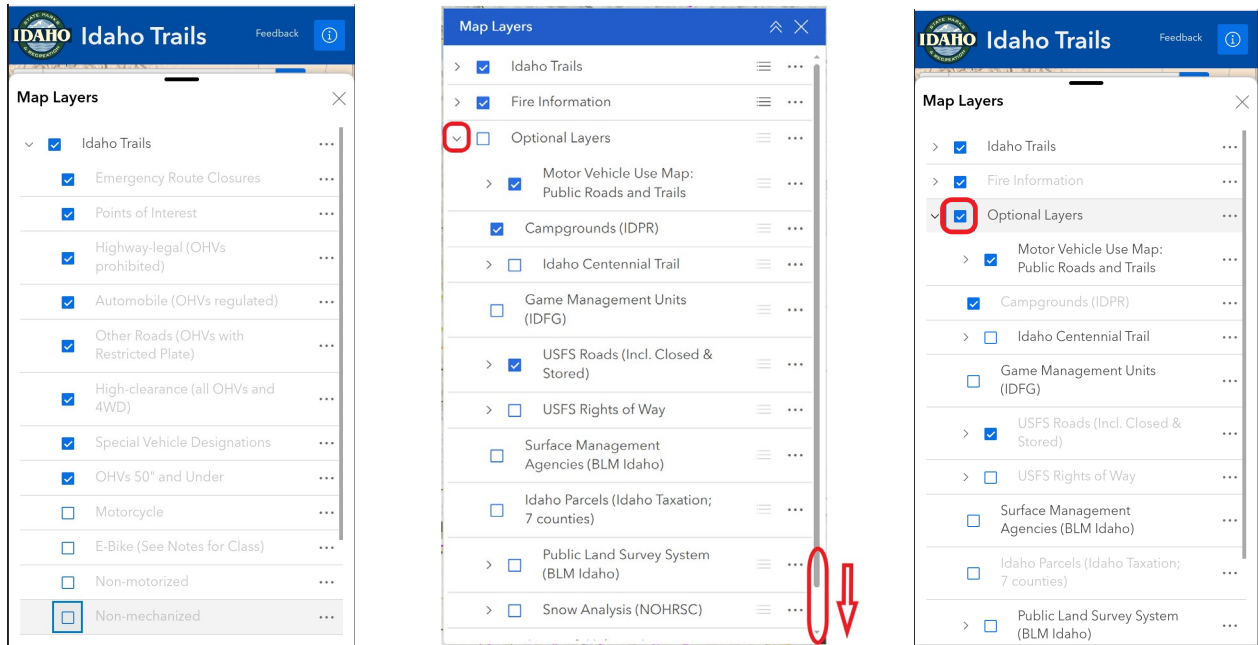 STATE PARKS
IDAHO
& RECREATION
Idaho Trails
Feedback
Map Layers
Idaho Trails
Emergency Route Closures
Points of Interest
Highway-legal (OHVs
prohibited)
Automobile (OHVs regulated)
Other Roads (OHVs with
Restricted Plate)
High-clearance (all OHVs and
4WD)
Special Vehicle Designations
OHVs 50" and Under
Motorcycle
E-Bike (See Notes for Class)
Non-motorized
Non-mechanized
Map Layers
Idaho Trails
Fire Information
Optional Layers
Motor Vehicle Use Map:
Public Roads and Trails
Campgrounds (IDPR)
Idaho Centennial Trail
Game Management Units
(IDFG)
USFS Roads (Incl. Closed &
Stored)
USFS Rights of Way
Surface Management
Agencies (BLM Idaho)
Idaho Parcels (Idaho Taxation;
7 counties)
Public Land Survey System
(BLM Idaho)
Snow Analysis (NOHRSC)
STATE PARKS
IDAHO
& RECREATION
Idaho Trails
Feedback
Map Layers
Idaho Trails
Fire Information
Optional Layers
Motor Vehicle Use Map:
Public Roads and Trails
Campgrounds (IDPR)
Idaho Centennial Trail
Game Management Units
(IDFG)
USFS Roads (Incl. Closed &
Stored)
USFS Rights of Way
Surface Management
Agencies (BLM Idaho)
Idaho Parcels (Idaho Taxation;
7 counties)
Public Land Survey System
(BLM Idaho)